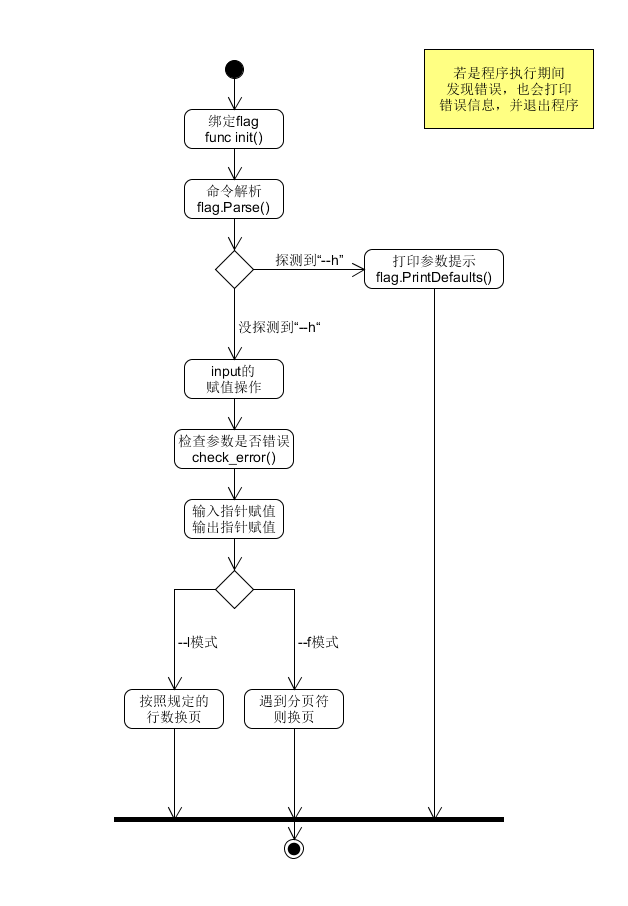 若是程序执行期间
发现错误，也会打印
错误信息，并退出程序
绑定flag
func init()
命令解析
flag.Parse()
探测到“--h”
打印参数提示
flag.PrintDefaults()
没探测到“--h“
input的
赋值操作
检查参数是否错误
check_error()
输入指针赋值
输出指针赋值
--l模式
--f模式
按照规定的
行数换页
遇到分页符
则换页